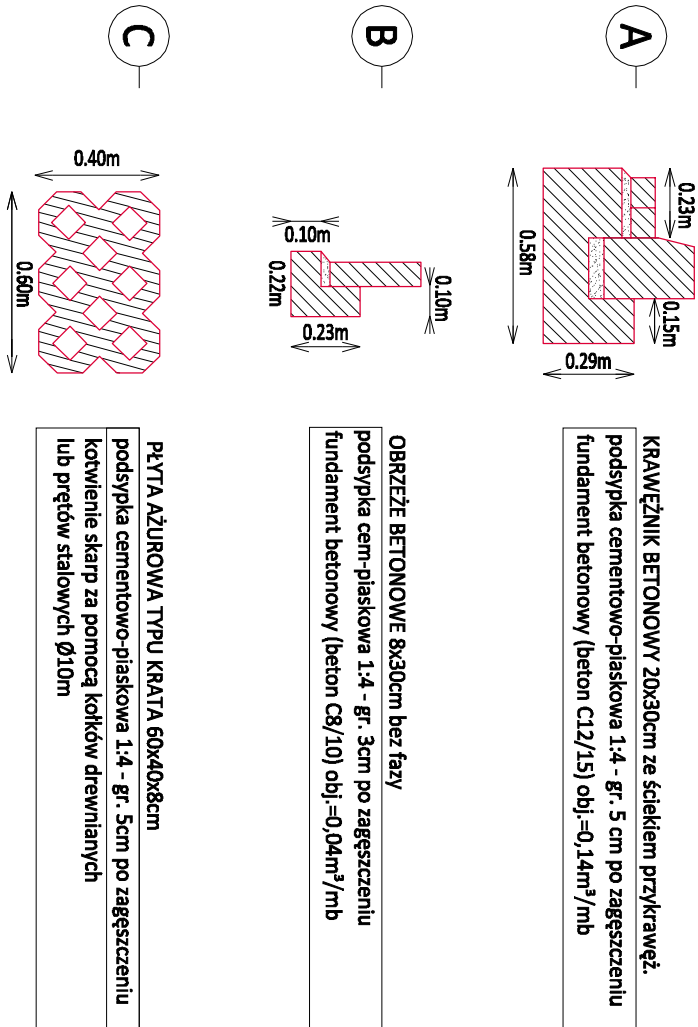 A
0.23m
0.15m
0.58m
0.29m
KRAWĘŻNIK BETONOWY 20x30cm ze ściekiem przykrawęż.
podsypka cementowo-piaskowa 1:4 - gr. 5 cm po zagęszczeniu
fundament betonowy (beton C12/15) obj.=0,14m³/mb
B
0.10m
0.10m
0.22m
0.23m
OBRZEŻE BETONOWE 8x30cm bez fazy
podsypka cem-piaskowa 1:4 - gr. 3cm po zagęszczeniu
fundament betonowy (beton C8/10) obj.=0,04m³/mb
C
0.40m
0.60m
PŁYTA AŻUROWA TYPU KRATA 60x40x8cm
podsypka cementowo-piaskowa 1:4 - gr. 5cm po zagęszczeniu
kotwienie skarp za pomocą kołków drewnianych
lub prętów stalowych Ø10m